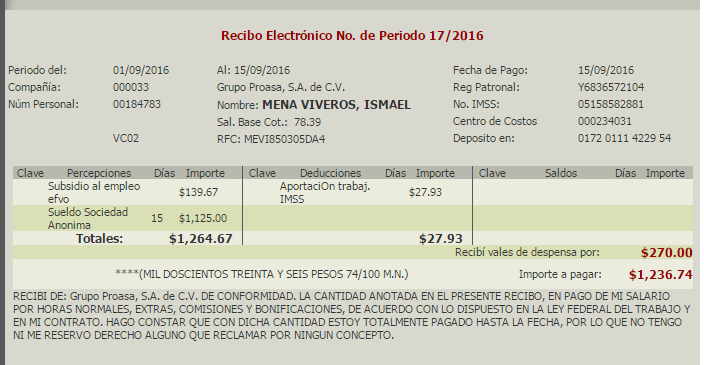 Recibo Electrónico No. de Periodo 17/2016
Periodo del: 01/09/2016 Al: 15/09/2016 Fecha de Pago: 15/09/2016
Compañía: 000033 Grupo Proasa, S.A. de C.V. Reg Patronal: Y6836572104
Núm Personal: 00184783 Nombre: MENA VIVEROS, ISMAEL No. IMSS: 05158582881
Sal. Base Cot.: 78.39 Centro de Costos 000234031
VC02 RFC: MEVI850305DA4 Deposito en: 0172 0111 4229 54
Clave Percepciones Días Importe Clave Deducciones Días Importe Clave Saldos Días Importe
Subsidio al empleo efvo $139.67 AportaciOn trabaj. IMSS $27.93
Sueldo Sociedad Anonima 15 $1,125.00
Totales: $1,264.67 $27.93
Recibí vales de despensa por: $270.00
****(MIL DOSCIENTOS TREINTA Y SEIS PESOS 74/100 M.N.) Importe a pagar: $1,236.74
RECIBI DE: Grupo Proasa, S.A. de C.V. DE CONFORMIDAD. LA CANTIDAD ANOTADA EN EL PRESENTE RECIBO, EN PAGO DE MI SALARIO
POR HORAS NORMALES, EXTRAS, COMISIONES Y BONIFICACIONES, DE ACUERDO CON LO DISPUESTO EN LA LEY FEDERAL DEL TRABAJO Y
EN MI CONTRATO. HAGO CONSTAR QUE CON DICHA CANTIDAD ESTOY TOTALMENTE PAGADO HASTA LA FECHA, POR LO QUE NO TENGO
NI ME RESERVO DERECHO ALGUNO QUE RECLAMAR POR NINGUN CONCEPTO.